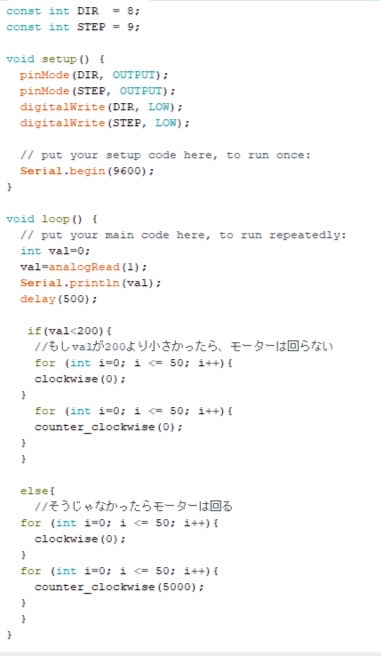 const int DIR  = 8;
const int STEP = 9;

void setup() {
  pinMode(DIR, OUTPUT);
  pinMode(STEP, OUTPUT);
  digitalWrite(DIR, LOW);
  digitalWrite(STEP, LOW);

  // put your setup code here, to run once:
  Serial.begin(9600);
}

void loop() {
  // put your main code here, to run repeatedly:
  int val=0;
  val=analogRead(1);
  Serial.println(val);
  delay(500);

   if(val<200){
    //もしvalが200より小さかったら、モーターは回らない
    for (int i=0; i <= 50; i++){
    clockwise(0);
  }
    for (int i=0; i <= 50; i++){
    counter_clockwise(0);
  }
  }

  else{
    //そうじゃなかったらモーターは回る
  for (int i=0; i <= 50; i++){
    clockwise(0);
  }
  for (int i=0; i <= 50; i++){
    counter_clockwise(5000);
  }
  }
}